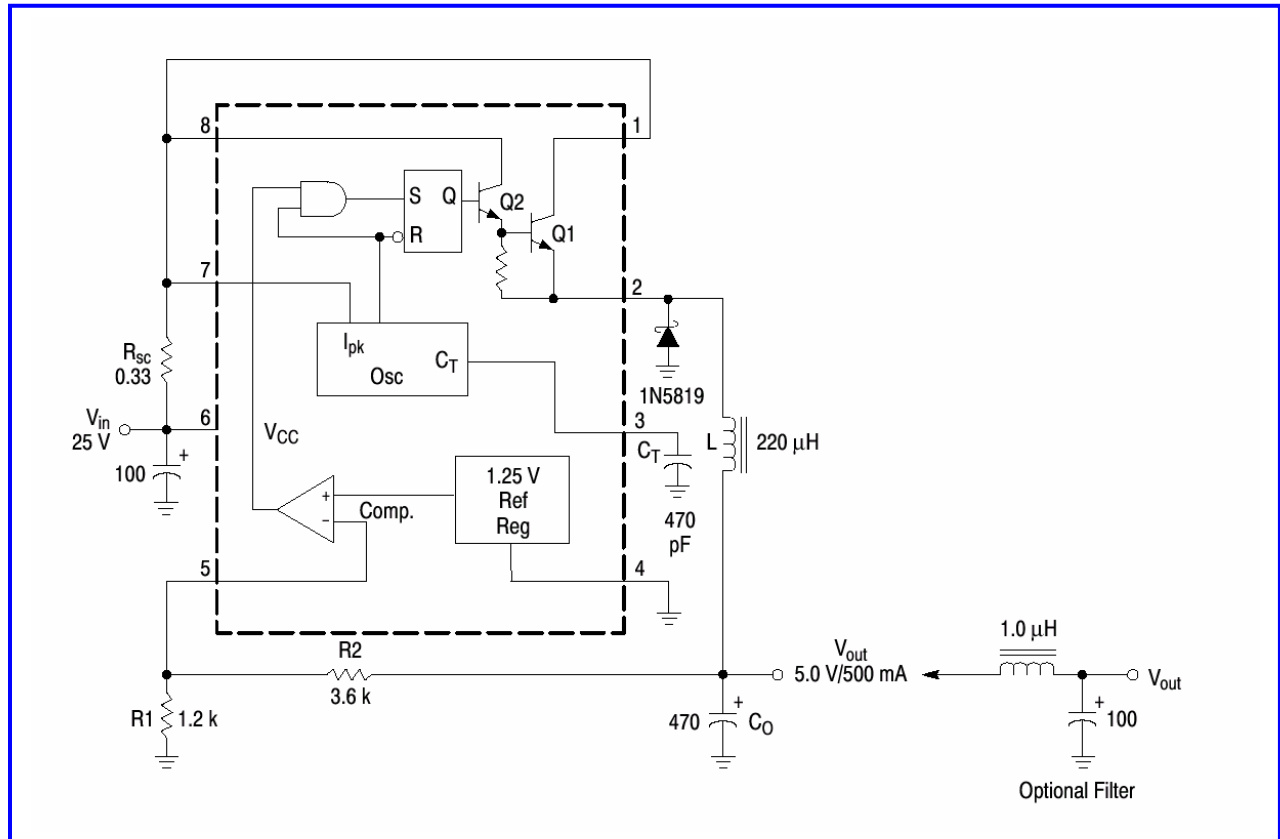 8
1
S Q
Q2
R
Q1
7
2
Ipk
CT
Osc
Rsc
0.33
1N5819
Vin
25 V
6
VCC
3
CT
L
220 μH
100
+
1.25 V
Ref
Reg
+
−
Comp.
470
pF
5
4
R2
3.6 k
1.0 μH
Vout
5.0 V/500 mA
Vout
R1
1.2 k
470
+
CO
+
100
Optional Filter